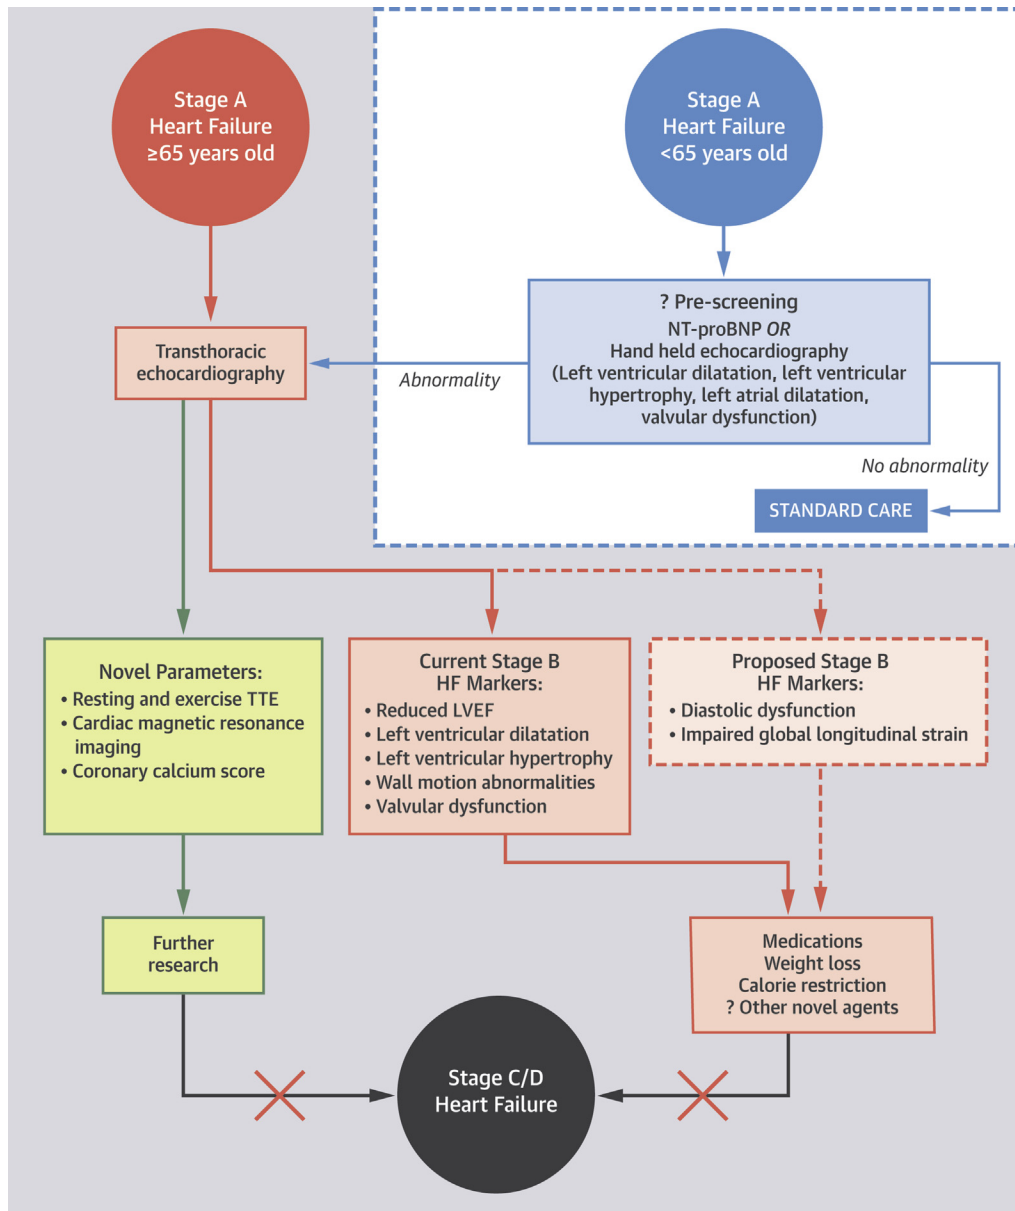 Stage A
Heart Failure
≥65 years old
Stage A
Heart Failure
<65 years old
? Pre-screening
NT-proBNP OR
Hand held echocardiography
(Left ventricular dilatation, left ventricular
hypertrophy, left atrial dilatation,
valvular dysfunction)
Transthoracic
echocardiography
Abnormality
No abnormality
STANDARD CARE
Novel Parameters:
• Resting and exercise TTE
• Cardiac magnetic resonance
imaging
• Coronary calcium score
Current Stage B
HF Markers:
• Reduced LVEF
• Left ventricular dilatation
• Left ventricular hypertrophy
• Wall motion abnormalities
• Valvular dysfunction
Proposed Stage B
HF Markers:
• Diastolic dysfunction
• Impaired global longitudinal strain
Further
research
Medications
Weight loss
Calorie restriction
? Other novel agents
Stage C/D
Heart Failure